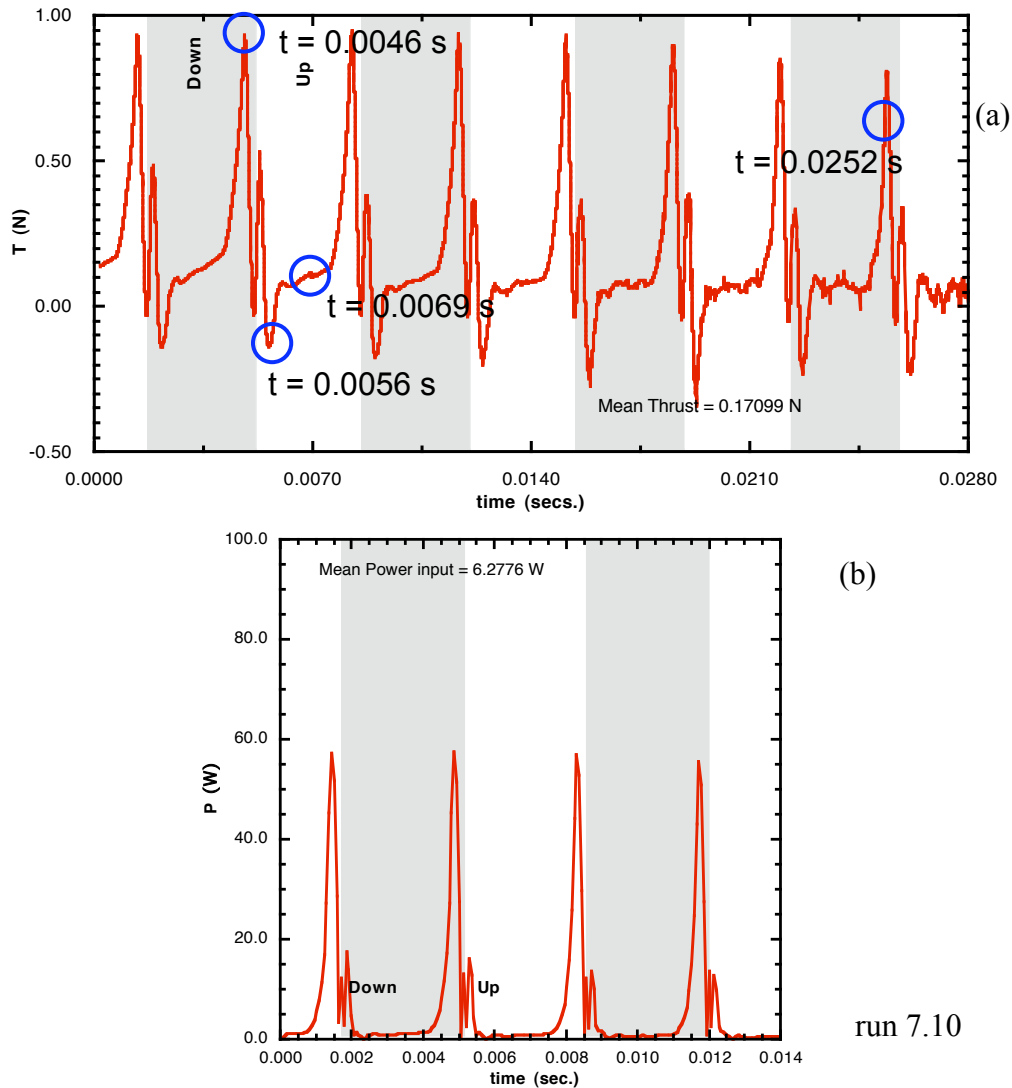 1.00
Down
t = 0.0046 s
Up
(a)
0.50
t = 0.0252 s
T (N)
0.00
t = 0.0069 s
t = 0.0056 s
Mean Thrust = 0.17099 N
-0.50
0.0000 0.0070 0.0140 0.0210 0.0280
time (secs.)
100.0
Mean Power input = 6.2776 W
(b)
80.0
60.0
P (W)
40.0
20.0
Down Up
0.0
run 7.10
0.000 0.002 0.004 0.006 0.008 0.010 0.012 0.014
time (sec.)